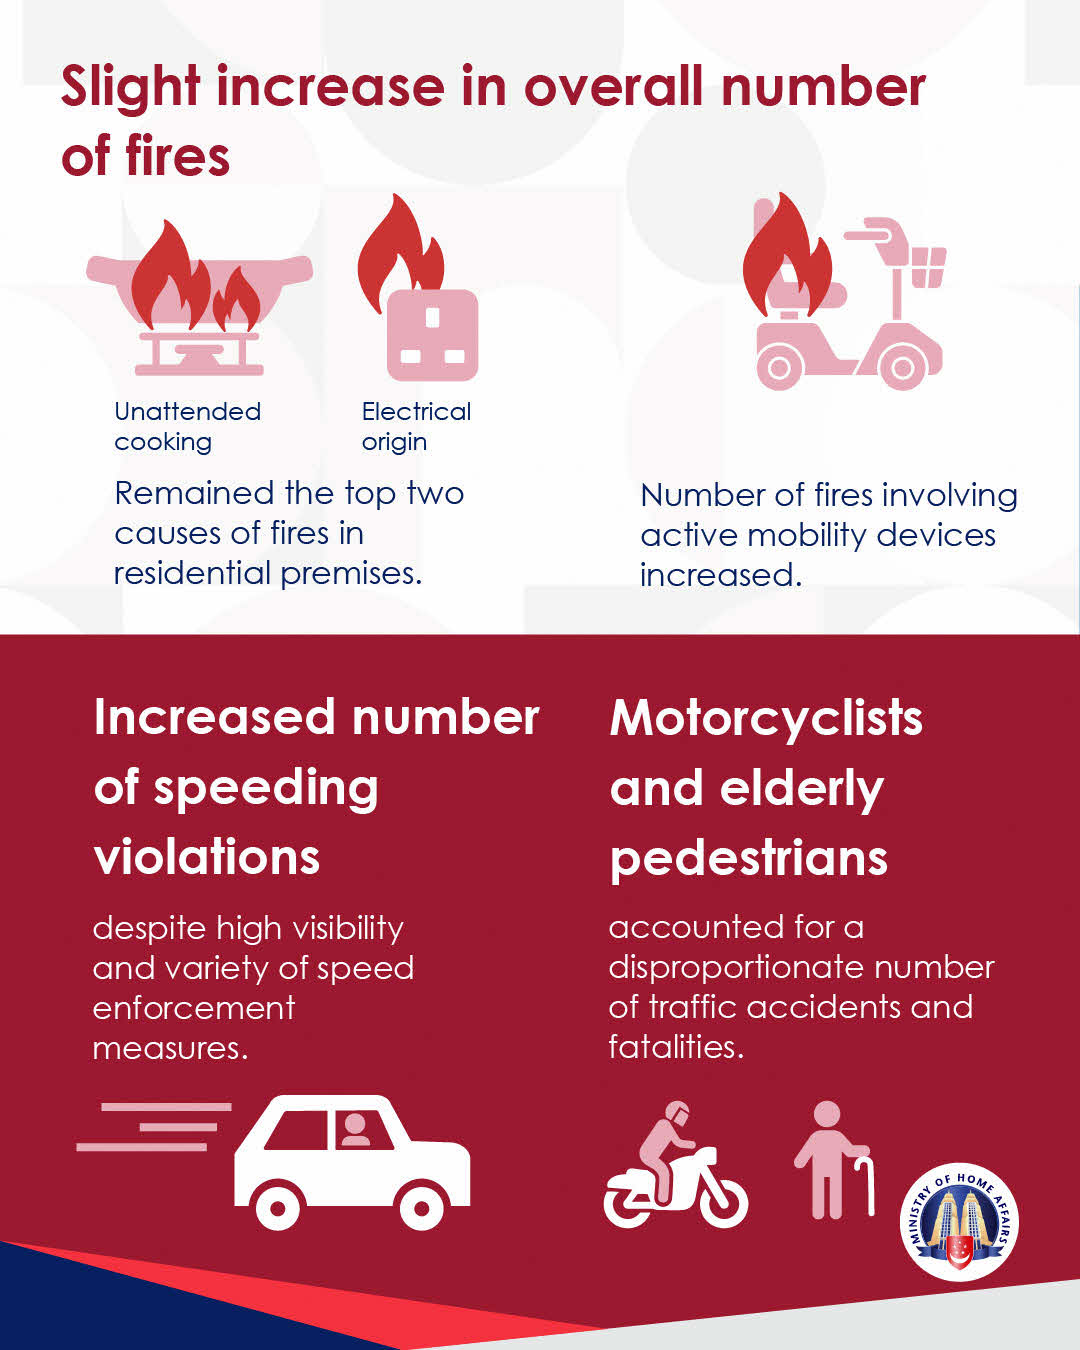 Slight increase in overall number
of fires
Unattended
cooking
Electrical
origin
Remained the top two
causes of fires in
residential premises.
Number of fires involving
active mobility devices
increased.
Increased number
of speeding
violations
despite high visibility
and variety of speed
enforcement
measures.
Motorcyclists
and elderly
pedestrians
accounted for a
disproportionate number
of traffic accidents and
fatalities.
MINISTRY OF HOME AFFAIRS